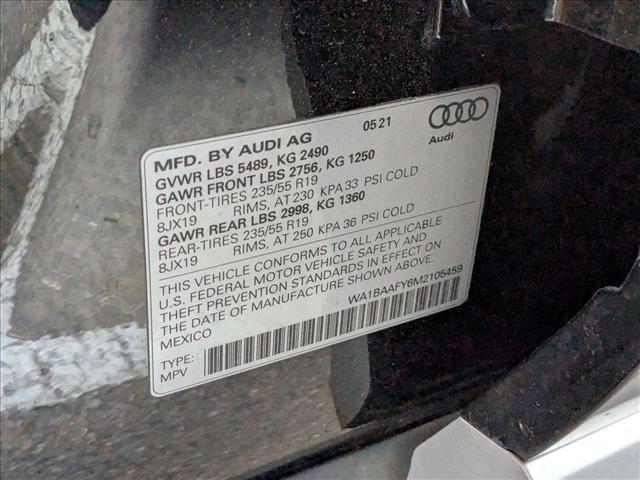 MFD. BY AUDI AG 05 21
Audi
GVWR LBS 5489, KG 2490
GAWR FRONT LBS 2756, KG 1250
FRONT-TIRES 235/55 R19
8JX19 RIMS, AT 230 KPA 33 PSI COLD
GAWR REAR LBS 2998, KG 1360
REAR-TIRES 235/55 R19
8JX19 RIMS, AT 250 KPA 36 PSI COLD
THIS VEHICLE CONFORMS TO ALL APPLICABLE
U.S. FEDERAL MOTOR VEHICLE SAFETY AND
THEFT PREVENTION STANDARDS IN EFFECT ON
THE DATE OF MANUFACTURE SHOWN ABOVE.
MEXICO WA1BAAFY6M2105459
TYPE:
MPV